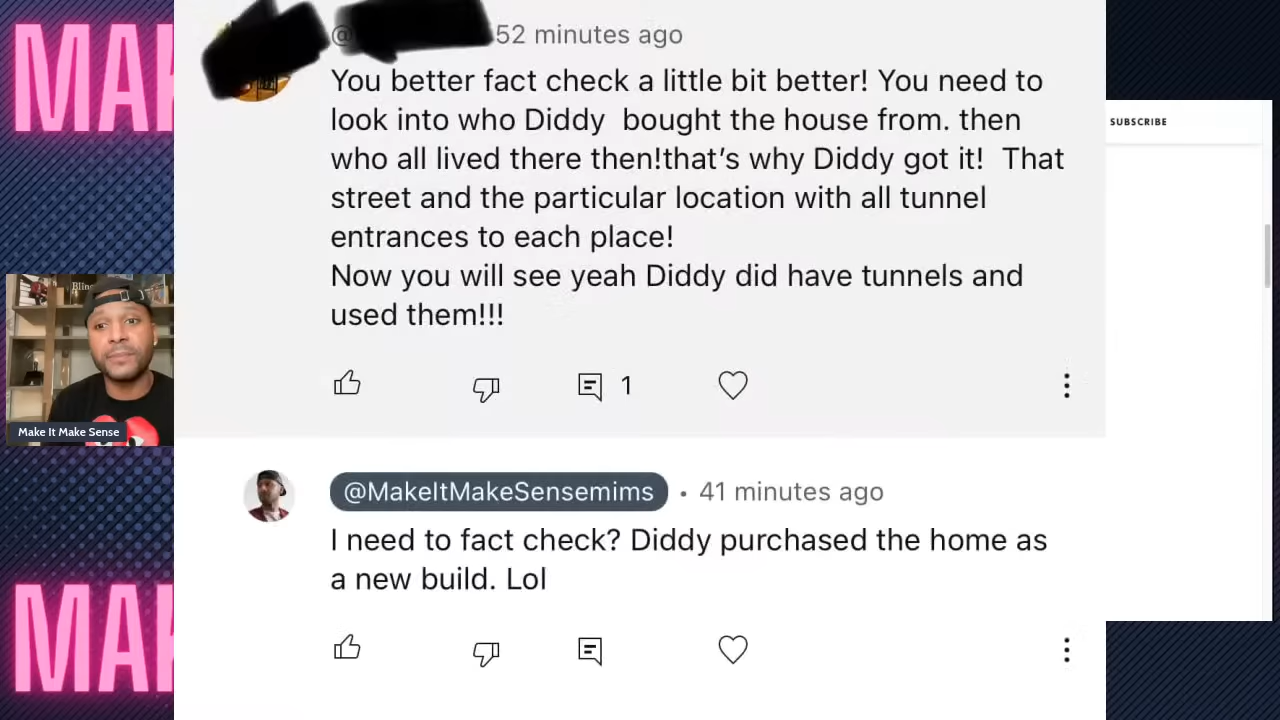 MAK
@
52 minutes ago
You better fact check a little bit better! You need to
look into who Diddy  bought the house from. then
who all lived there then!that's why Diddy got it!  That
street and the particular location with all tunnel
entrances to each place!
Now you will see yeah Diddy did have tunnels and
used them!!!
1
SUBSCRIBE
Make It Make Sense
@MakeItMakeSensemims • 41 minutes ago
I need to fact check? Diddy purchased the home as
a new build. Lol
MAK